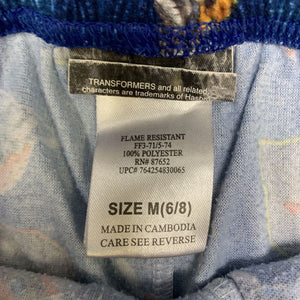 TRANSFORMERS and all related
characters are trademarks of Hasbro
FLAME RESISTANT
FF3-71/5-74
100% POLYESTER
RN# 87652
UPC# 764254830065
SIZE M(6/8)
MADE IN CAMBODIA
CARE SEE REVERSE